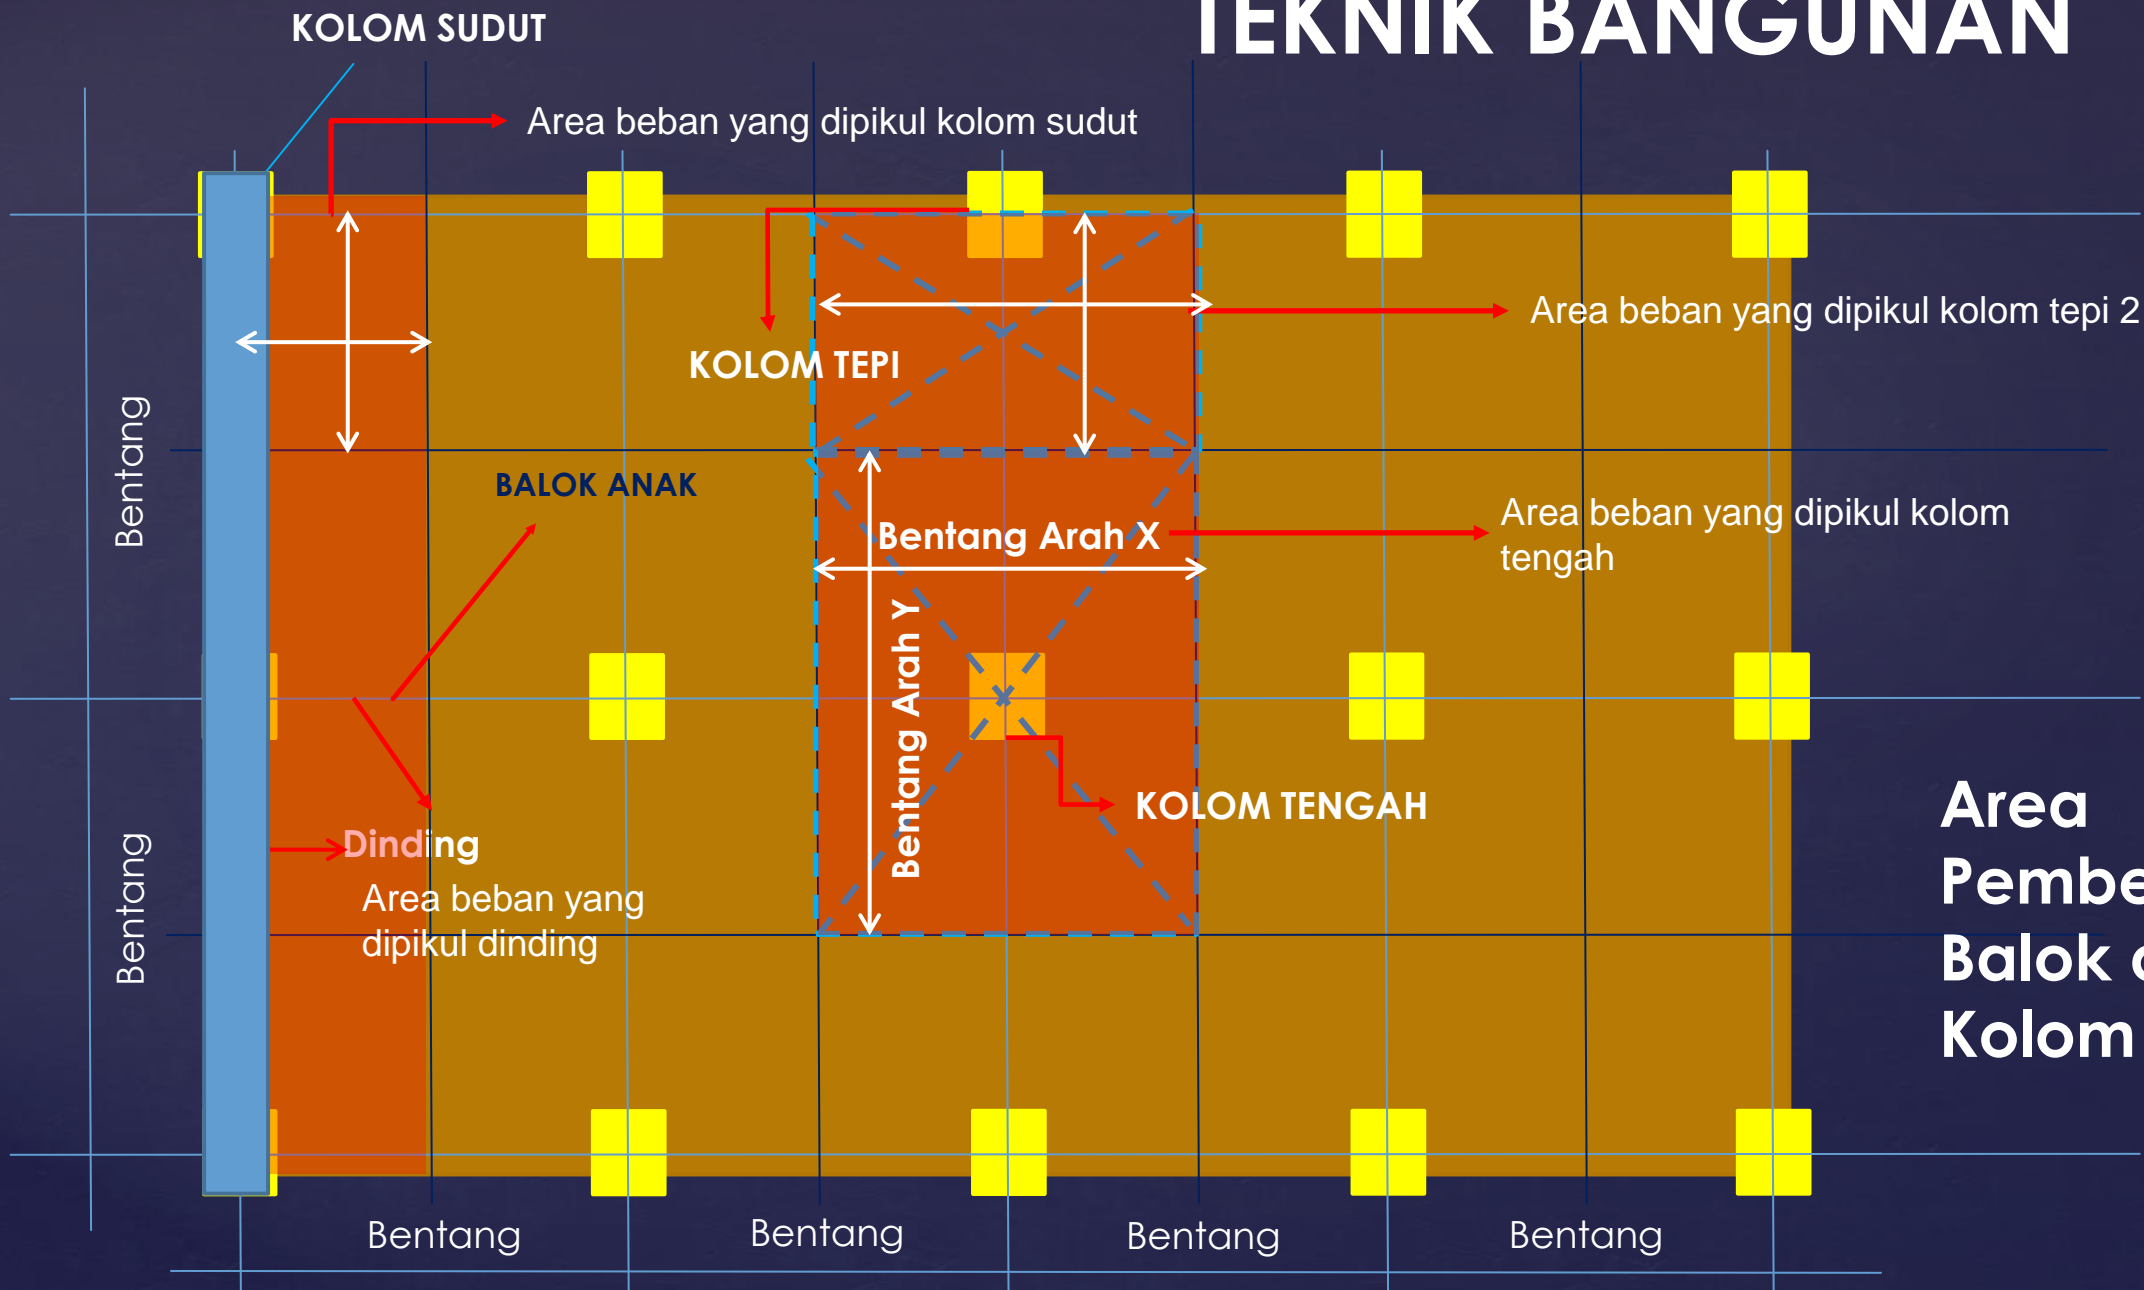 TEKNIK BANGUNAN
KOLOM SUDUT
Area beban yang dipikul kolom sudut
Area beban yang dipikul kolom tepi 2
KOLOM TEPI
Bentang
BALOK ANAK
Area beban yang dipikul kolom
tengah
Bentang Arah X
Bentang Arah Y
KOLOM TENGAH
Dinding
Area beban yang
dipikul dinding
Bentang
Area
Balok
Kolom
Bentang
Bentang
Bentang
Bentang